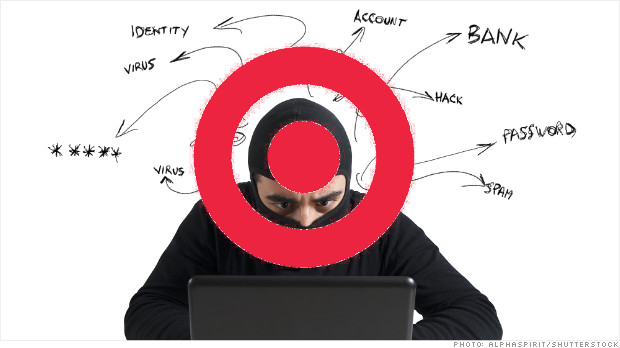 IDENTITY
ACCOUNT
BANK
VIRUS
HACK
* ****
PASSWORD
VIRUS
SPAM
PHOTO: ALPHASPIRIT/SHUTTERSTOCK